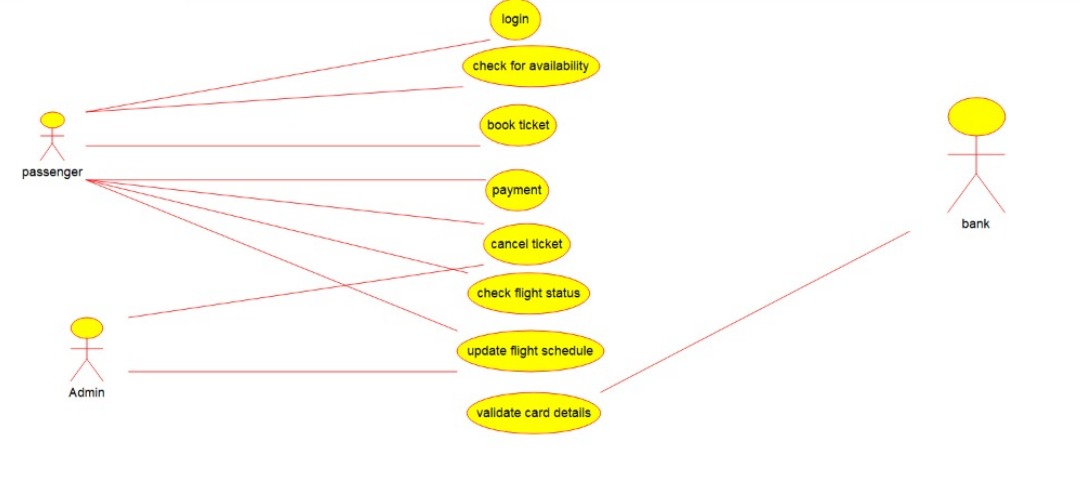 login
check for availability
book ticket
passenger
payment
bank
cancel ticket
check flight status
update flight schedule
Admin
validate card details